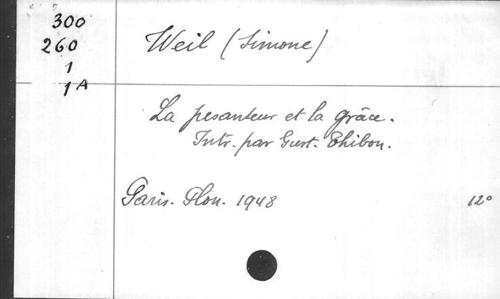 300
260
1
1A
Weil (Simone)
La pesanteur et la grâce.
Intr. par Gust. Thibon.
Paris. Plon. 1948 12°